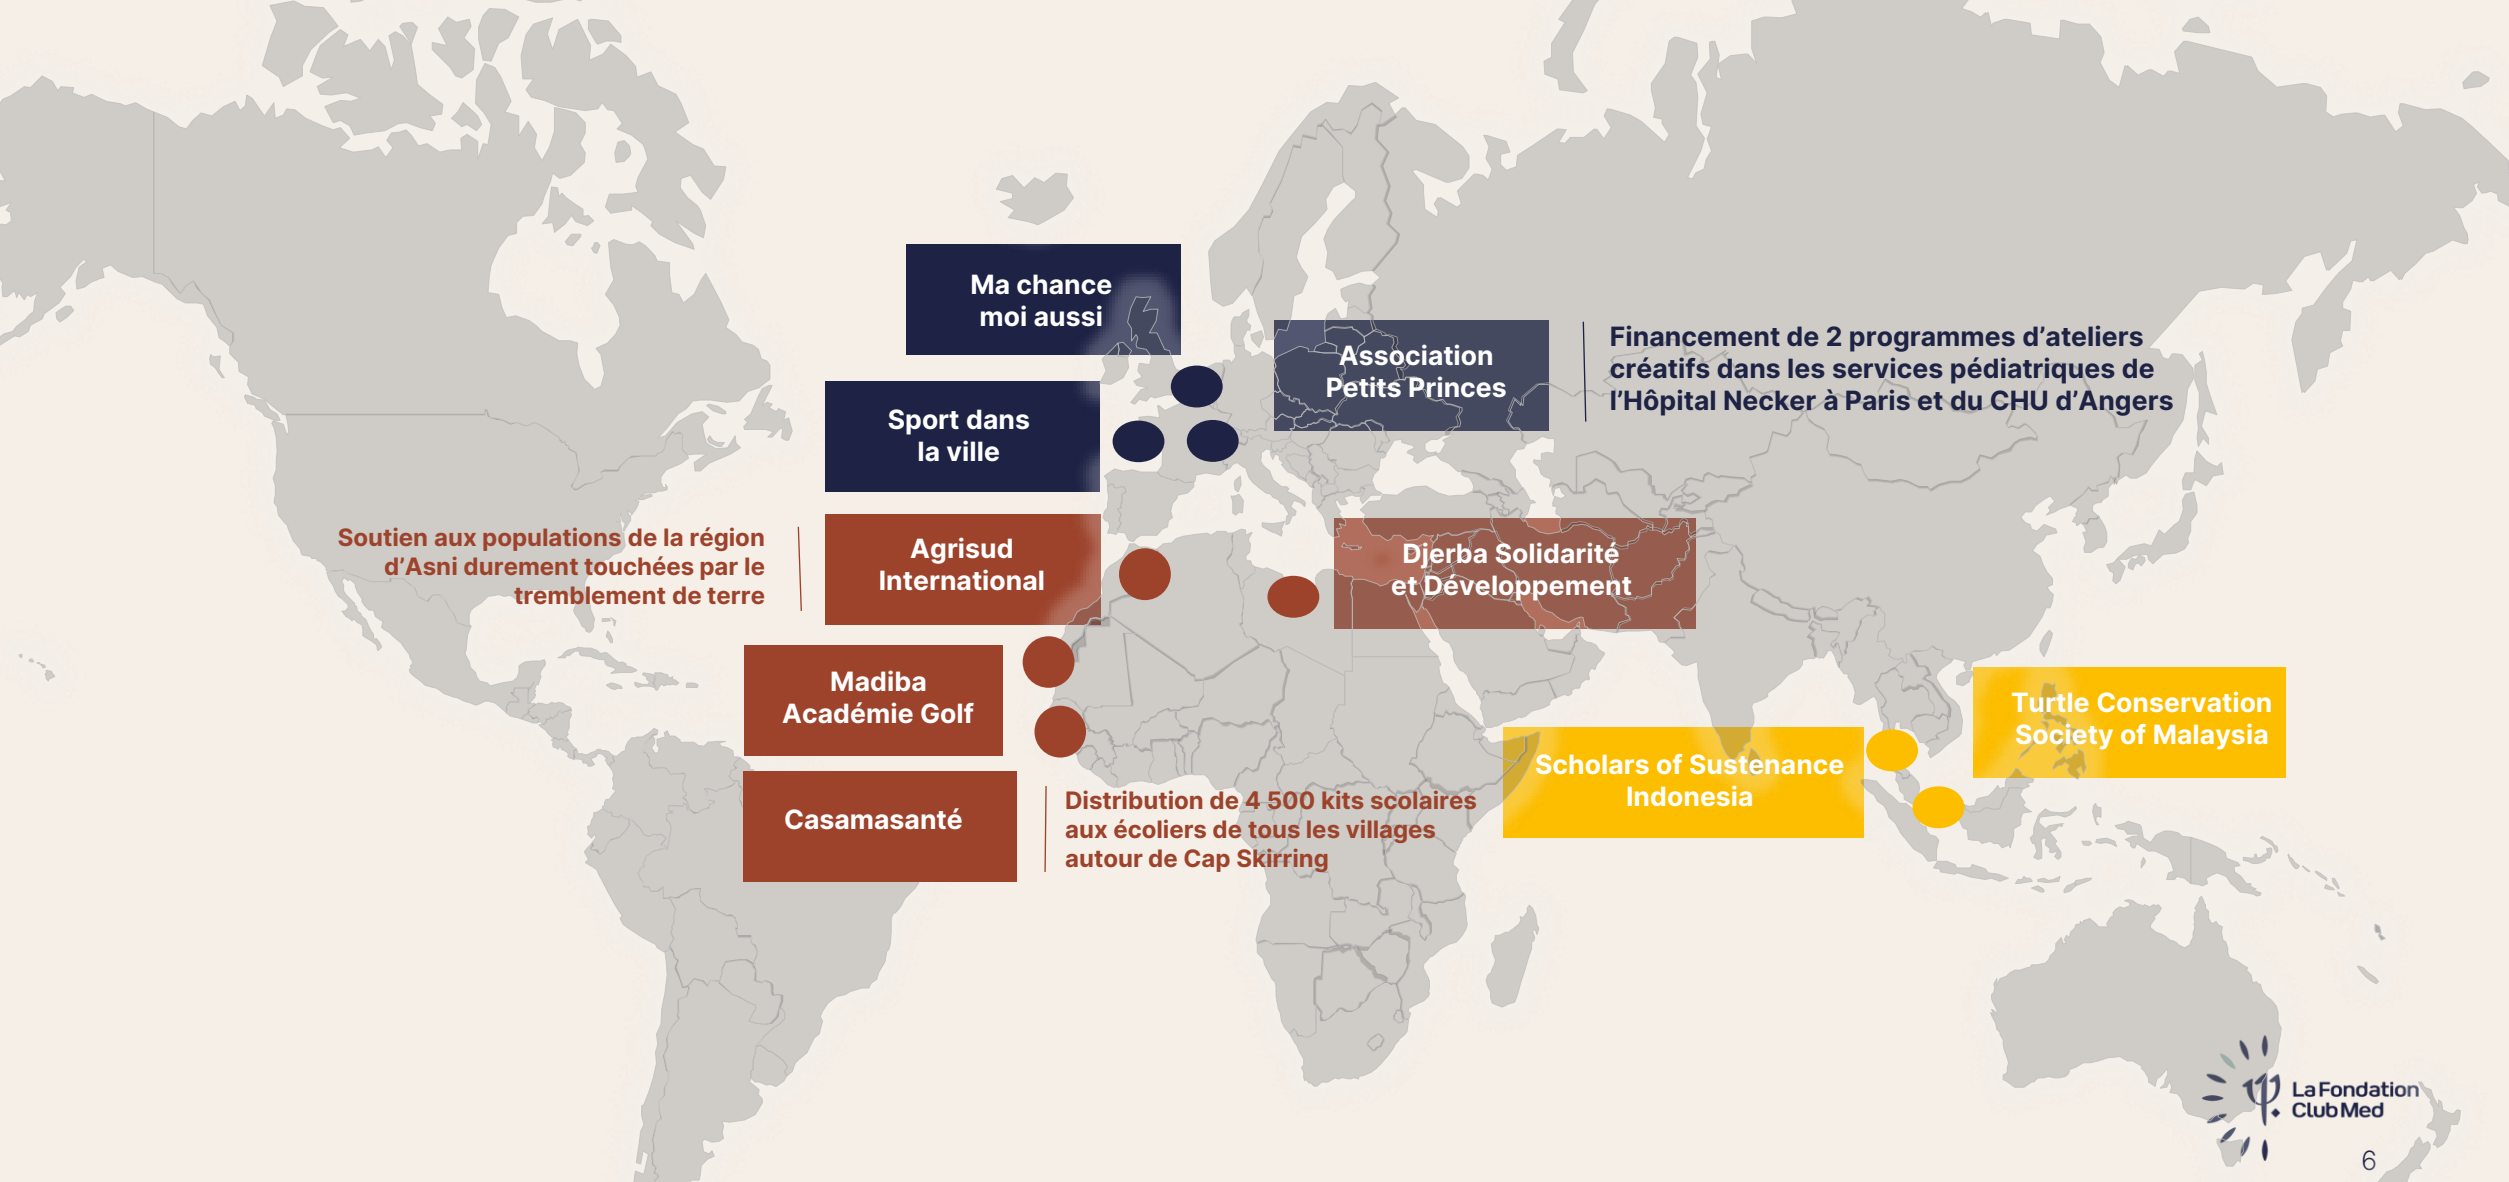 Ma chance
moi aussi
Association
Petits Princes
Financement de 2 programmes d’ateliers
créatifs dans les services pédiatriques de
l’Hôpital Necker à Paris et du CHU d’Angers
Sport dans
la ville
Soutien aux populations de la région
d’Asni durement touchées par le
tremblement de terre
Agrisud
International
Djerba Solidarité
et Développement
Madiba
Académie Golf
Turtle Conservation
Society of Malaysia
Scholars of Sustenance
Indonesia
Casamasanté
Distribution de 4 500 kits scolaires
aux écoliers de tous les villages
autour de Cap Skirring
La Fondation
Club Med
6